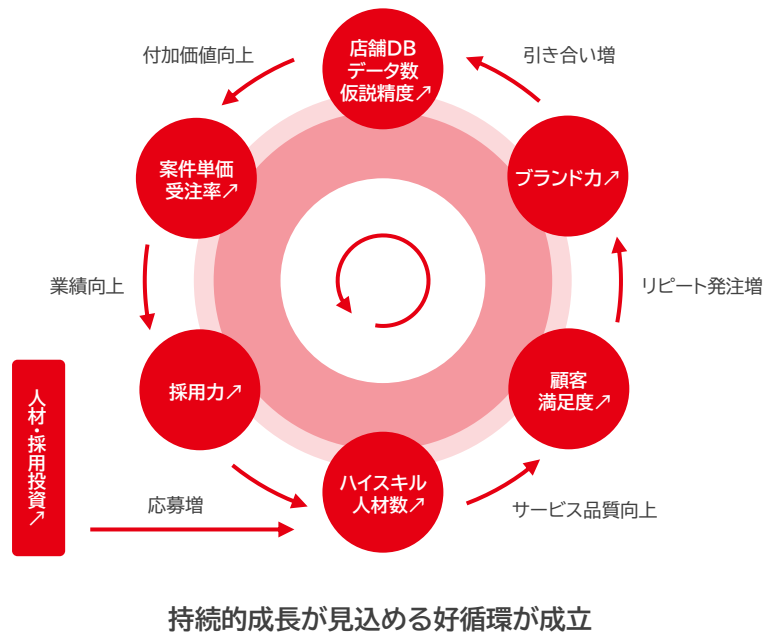 付加価値向上
店舗DB
データ数
仮説精度↗
引き合い増
案件単価
受注率↗
ブランド力↗
業績向上
リピート発注増
採用力↗
顧客
満足度↗
人材・採用投資↗
ハイスキル
人材数↗
応募増
サービス品質向上
持続的成長が見込める好循環が成立